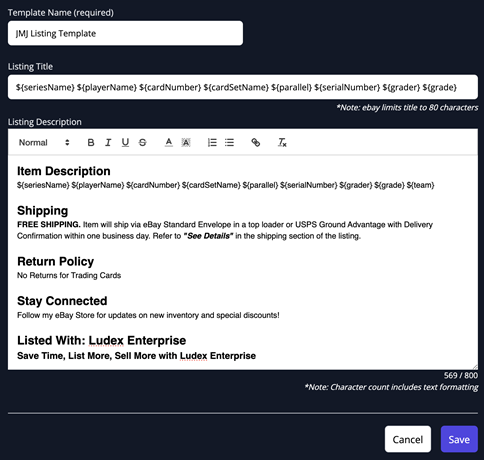 Template Name (required)
JMJ Listing Template
Listing Title
${seriesName} ${playerName} ${cardNumber} ${cardSetName} ${parallel} ${serialNumber} ${grader} ${grade}
*Note: ebay limits title to 80 characters
Listing Description
Normal B I U S A A
Item Description
${seriesName} ${playerName} ${cardNumber} ${cardSetName} ${parallel} ${serialNumber} ${grader} ${grade} ${team}
Shipping
FREE SHIPPING. Item will ship via eBay Standard Envelope in a top loader or USPS Ground Advantage with Delivery
Confirmation within one business day. Refer to "See Details" in the shipping section of the listing.
Return Policy
No Returns for Trading Cards
Stay Connected
Follow my eBay Store for updates on new inventory and special discounts!
Listed With: Ludex Enterprise
Save Time, List More, Sell More with Ludex Enterprise
569 / 800
*Note: Character count includes text formatting
Cancel Save